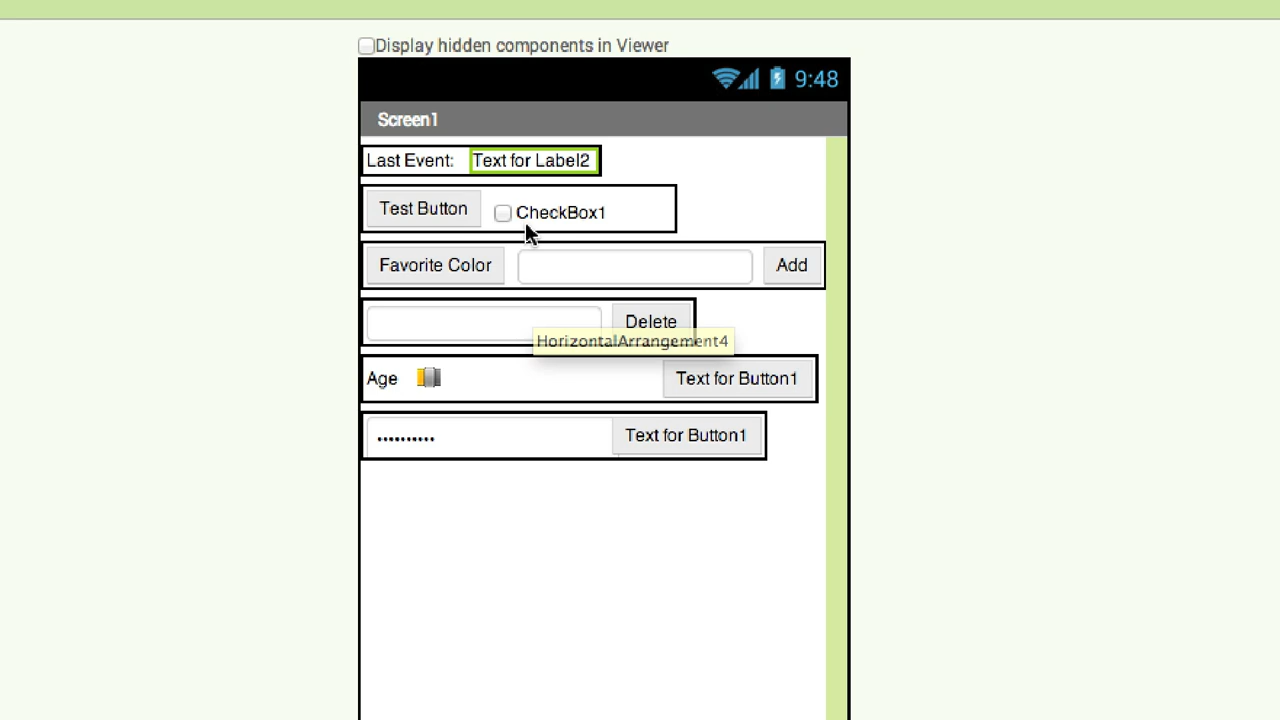 Display hidden components in Viewer
9:48
Screen1
Last Event: Text for Label2
Test Button CheckBox1
Favorite Color Add
Delete
HorizontalArrangement4
Age Text for Button1
•••••••••• Text for Button1